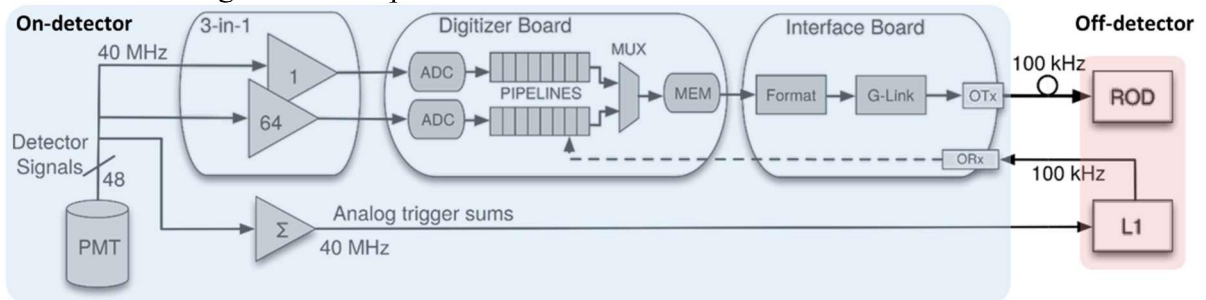 On-detector
3-in-1
Digitizer Board
Interface Board
Off-detector
40 MHz
1
64
ADC
ADC
PIPELINES
MUX
MEM
Format
G-Link
OTx
100 kHz
ROD
Detector
Signals
48
ORx
100 kHz
PMT
Σ
Analog trigger sums
40 MHz
L1